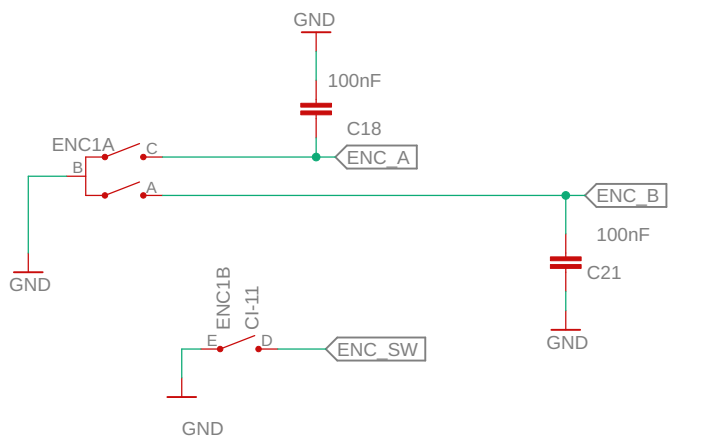 GND
100nF
C18
ENC1A
C
ENC_A
B
A
ENC_B
100nF
C21
GND
ENC1B
CI-11
GND
E
D
ENC_SW
GND